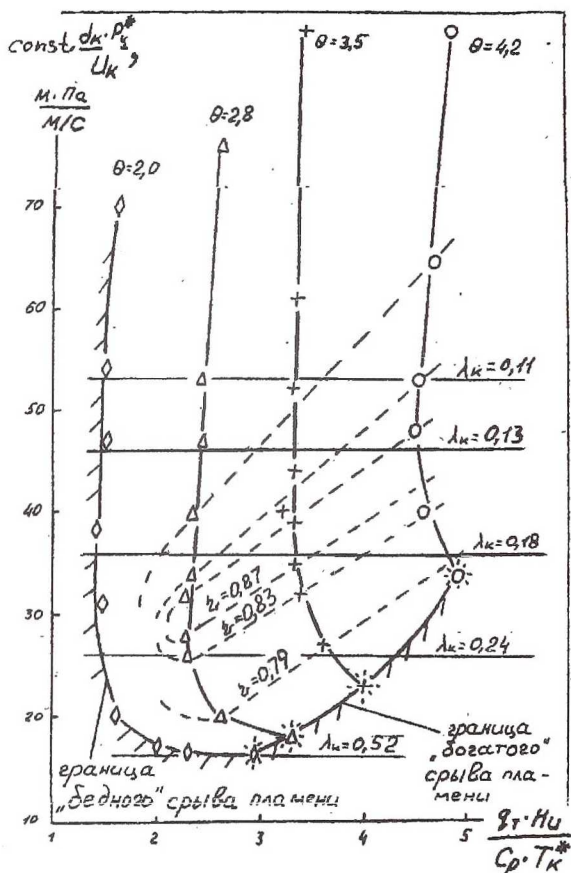 const dк·Pу* / Uк,
м·Па / м/с
θ=3,5
θ=4,2
θ=2,8
θ=2,0
70
60
λк=0,11
50
λк=0,13
40
λк=0,18
η=0,87
η=0,83
30
λк=0,24
η=0,79
20
λк=0,52
граница
„богатого"
срыва пла-
мени
граница
„бедного" срыва пламени
10
1
2
3
4
5
qт·Hu / Cp·Tк*